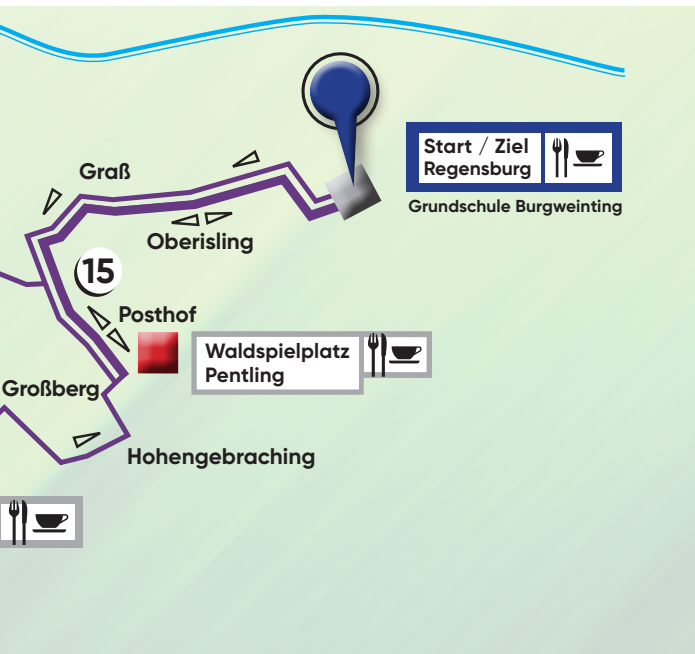 Start / Ziel
Regensburg
Grundschule Burgweinting
Graß
Oberisling
15
Posthof
Waldspielplatz
Pentling
Großberg
Hohengebraching